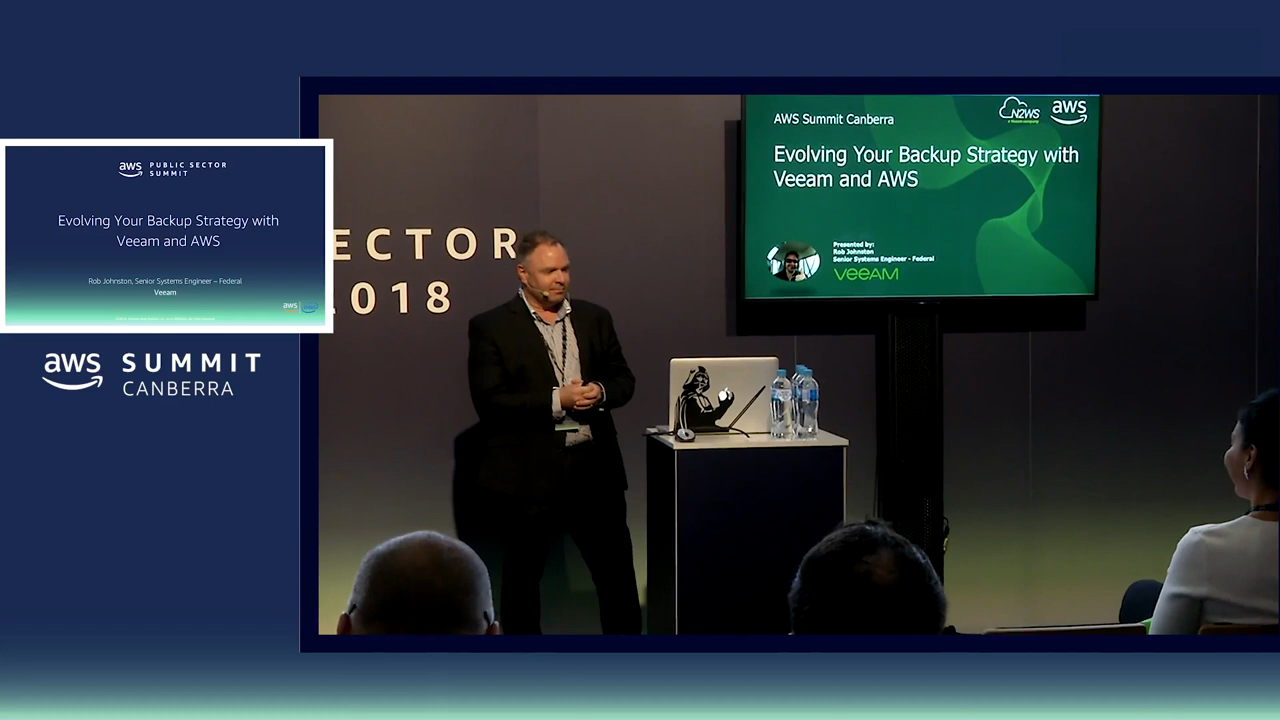 aws PUBLIC SECTOR
SUMMIT
Evolving Your Backup Strategy with
Veeam and AWS
Rob Johnston, Senior Systems Engineer – Federal
Veeam
aws
aws SUMMIT
CANBERRA
ECTOR
2018
AWS Summit Canberra
N2WS
aws
Evolving Your Backup Strategy with
Veeam and AWS
Presented by:
Rob Johnston
Senior Systems Engineer - Federal
veeAM